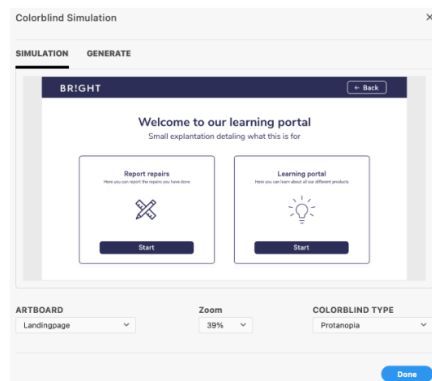 Colorblind Simulation ×
SIMULATION GENERATE
BR!GHT ← Back
Welcome to our learning portal
Small explantation detaling what this is for
Report repairs
Here you can report the repairs you have done
Start
Learning portal
Here you can learn about all our different products
Start
ARTBOARD
Landingpage
Zoom
39%
COLORBLIND TYPE
Protanopia
Done